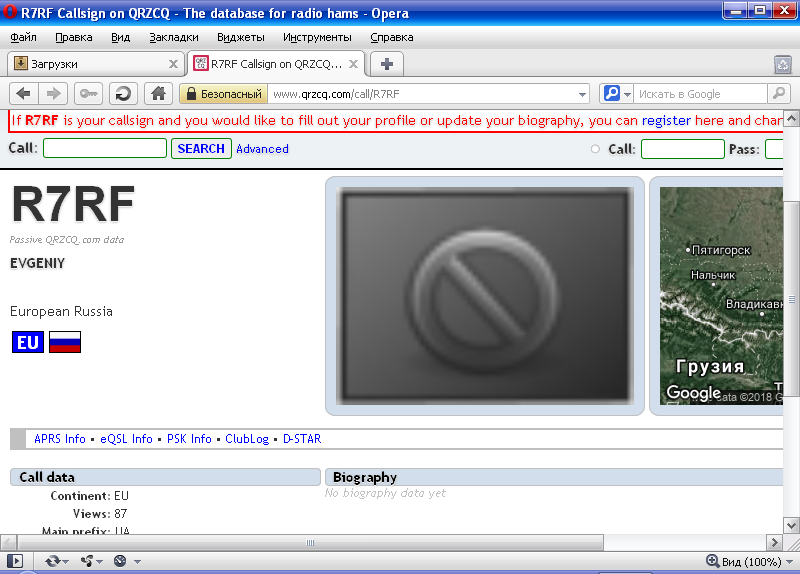 R7RF Callsign on QRZCQ - The database for radio hams - Opera
Файл Правка Вид Закладки Виджеты Инструменты Справка
Загрузки R7RF Callsign on QRZCQ...
Безопасный www.qrzcq.com/call/R7RF Искать в Google
If R7RF is your callsign and you would like to fill out your profile or update your biography, you can register here and chan
Call: SEARCH Advanced Call: Pass:
R7RF
Passive QRZCQ.com data
EVGENIY
European Russia
EU
Пятигорск
Нальчик
Владикавк
Грузия
Google data ©2018 G
APRS Info • eQSL Info • PSK Info • ClubLog • D-STAR
Call data Biography
Continent: EU No biography data yet
Views: 87
Main prefix: UA
Вид (100%)